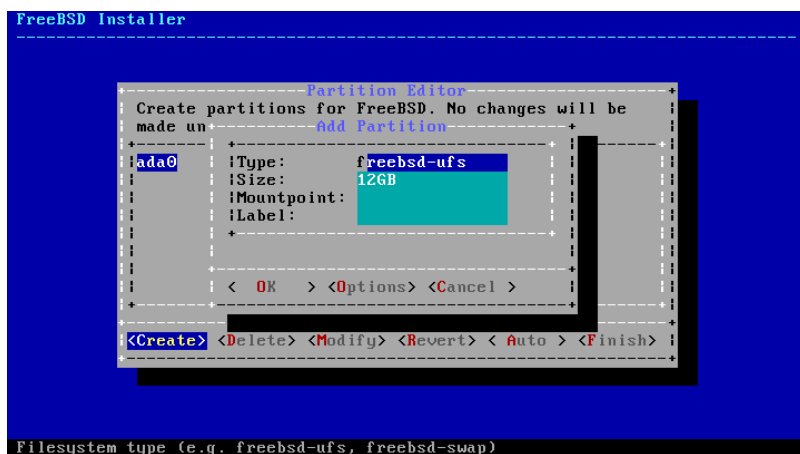 FreeBSD Installer
Partition Editor
Create partitions for FreeBSD. No changes will be
made un
Add Partition
ada0
Type: freebsd-ufs
Size: 12GB
Mountpoint:
Label:
< OK > <Options> <Cancel >
<Create> <Delete> <Modify> <Revert> < Auto > <Finish>
Filesystem type (e.g. freebsd-ufs, freebsd-swap)